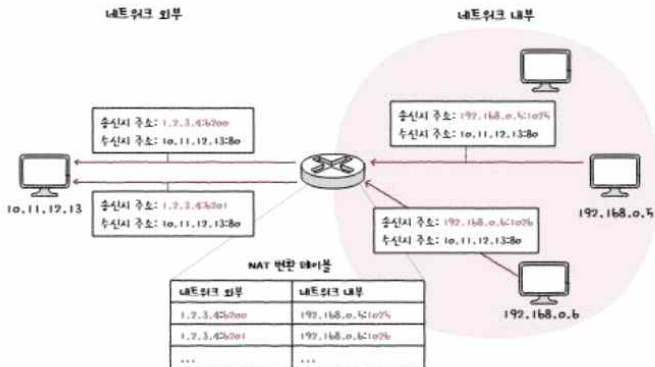 네트워크 외부
네트워크 내부
송신지 주소: 1.2.3.4:6200
수신지 주소: 10.11.12.13:80
송신지 주소: 192.168.0.5:1025
수신지 주소: 10.11.12.13:80
10.11.12.13
송신지 주소: 1.2.3.4:6201
수신지 주소: 10.11.12.13:80
192.168.0.5
송신지 주소: 192.168.0.6:1026
수신지 주소: 10.11.12.13:80
NAT 변환 테이블
네트워크 외부 네트워크 내부
1.2.3.4:6200 192.168.0.5:1025
1.2.3.4:6201 192.168.0.6:1026
... ...
192.168.0.6